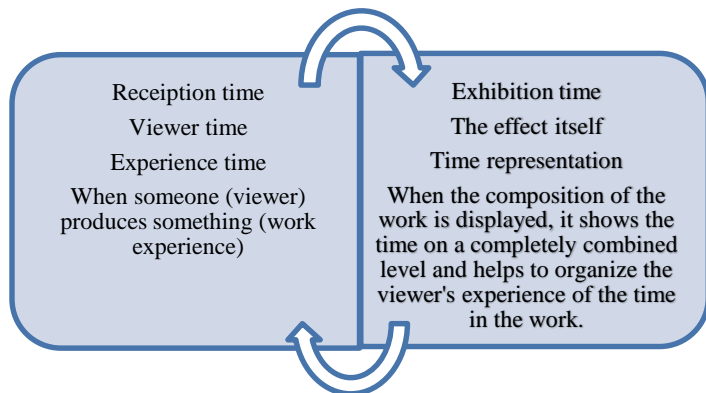 Receiption time
Viewer time
Experience time
When someone (viewer)
produces something (work
experience)
Exhibition time
The effect itself
Time representation
When the composition of the
work is displayed, it shows the
time on a completely combined
level and helps to organize the
viewer's experience of the time
in the work.